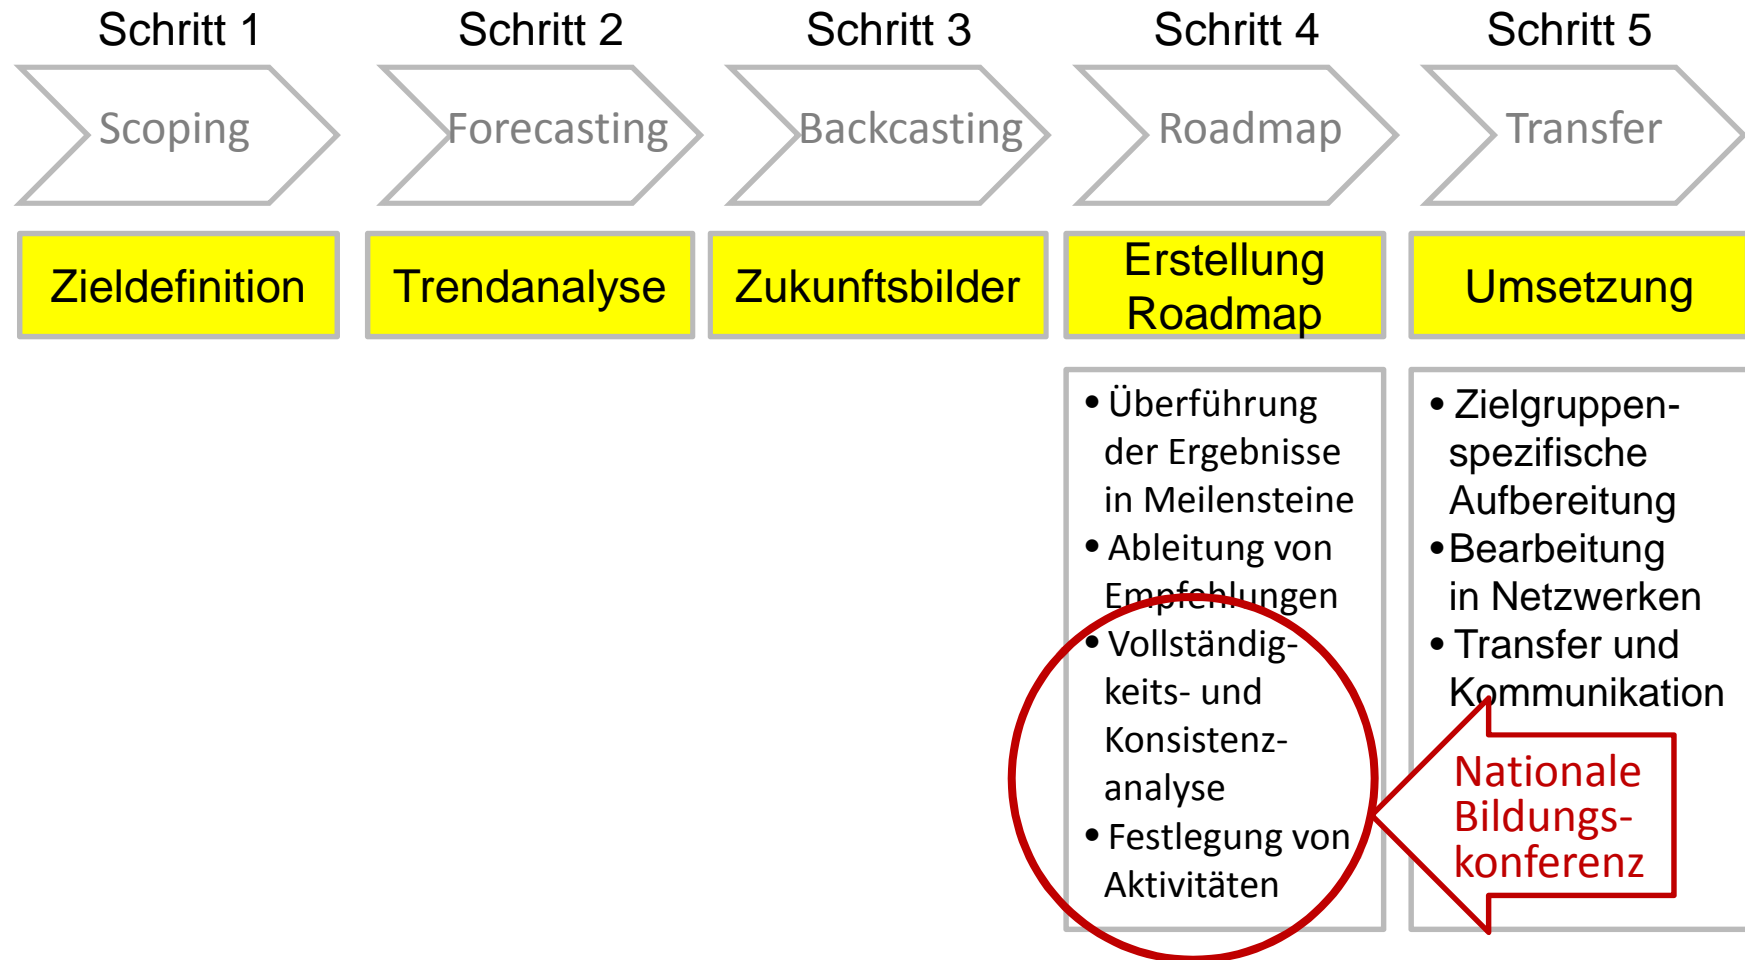 Schritt 1
Schritt 2
Schritt 3
Schritt 4
Schritt 5
Scoping
Forecasting
Backcasting
Roadmap
Transfer
Zieldefinition
Trendanalyse
Zukunftsbilder
Erstellung
Roadmap
Umsetzung
• Überführung
der Ergebnisse
in Meilensteine
• Ableitung von
Empfehlungen
• Vollständig-
keits- und
Konsistenz-
analyse
• Festlegung von
Aktivitäten
• Zielgruppen-
spezifische
Aufbereitung
• Bearbeitung
in Netzwerken
• Transfer und
Kommunikation
Nationale
Bildungs-
konferenz